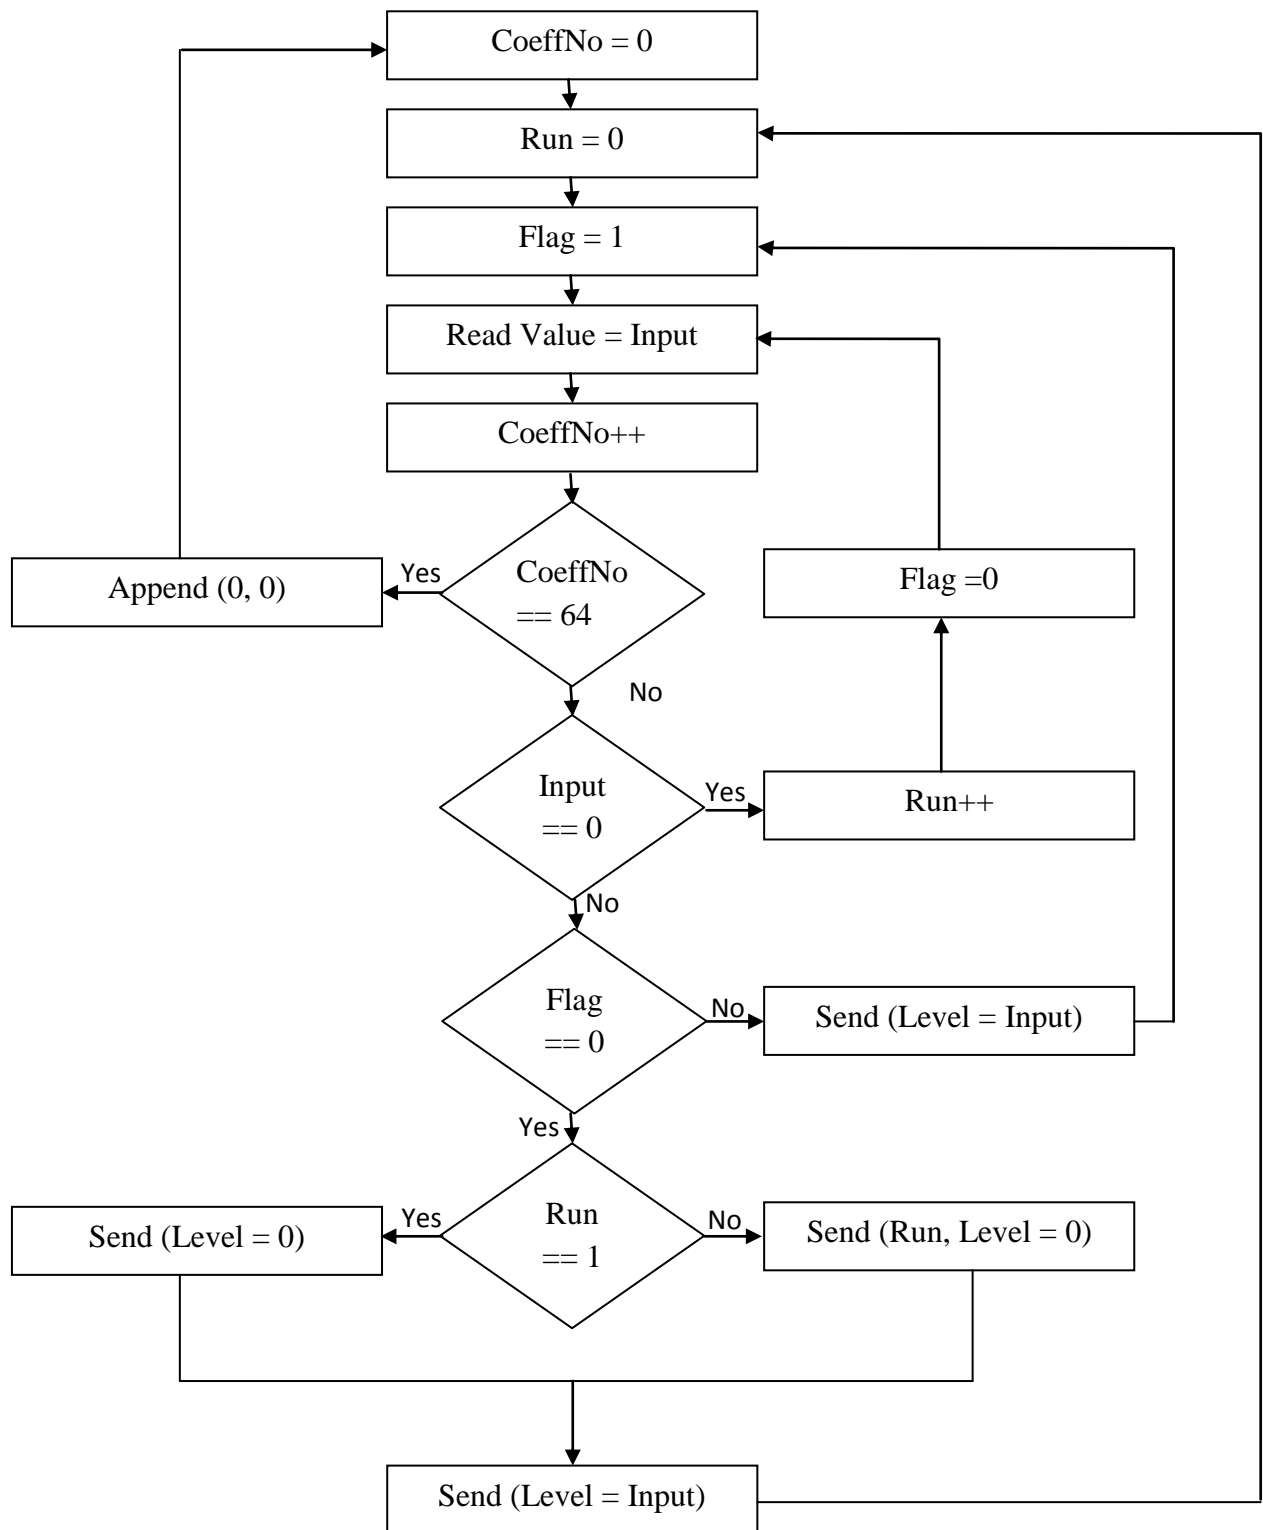 CoeffNo = 0
Run = 0
Flag = 1
Read Value = Input
CoeffNo++
CoeffNo
== 64
Yes
Append (0, 0)
No
Flag =0
Input
== 0
Yes
Run++
No
Flag
== 0
No
Send (Level = Input)
Yes
Run
== 1
Yes
Send (Level = 0)
No
Send (Run, Level = 0)
Send (Level = Input)